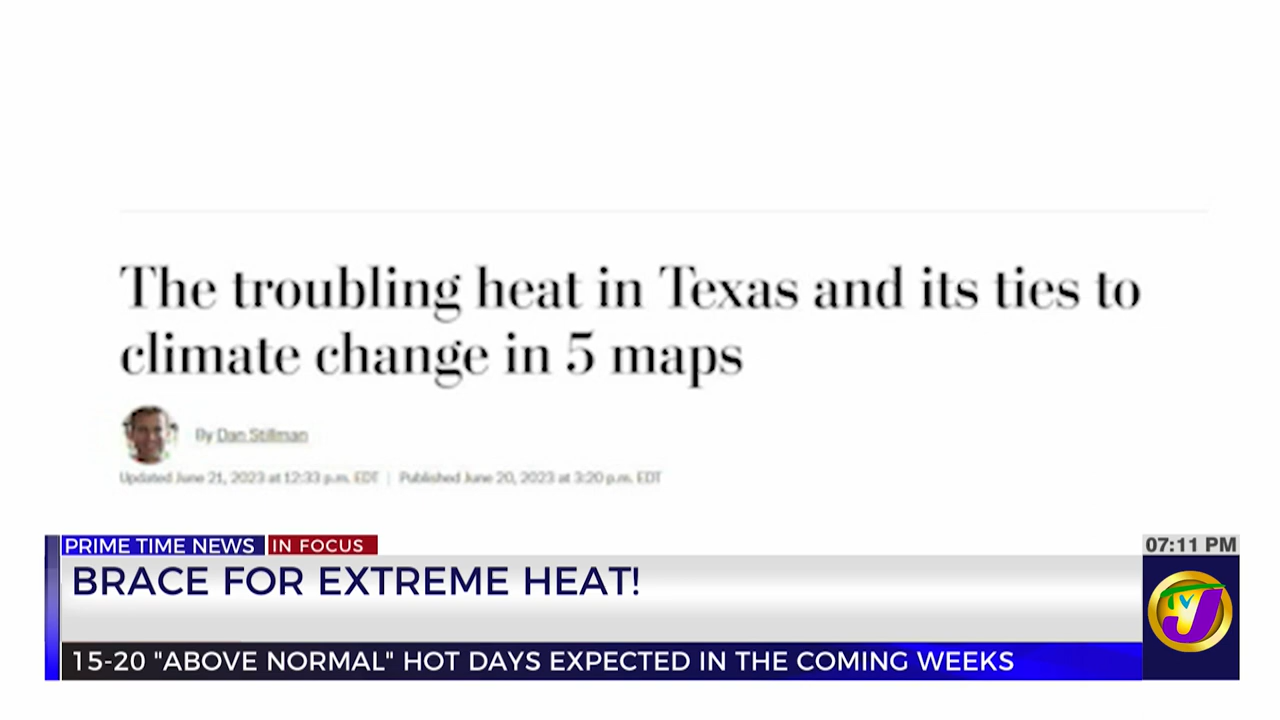 The troubling heat in Texas and its ties to
climate change in 5 maps
By Dan Stillman
Updated June 21, 2023 at 12:33 p.m. EDT | Published June 20, 2023 at 3:20 p.m. EDT
PRIME TIME NEWS IN FOCUS
07:11 PM
BRACE FOR EXTREME HEAT!
TVJ
15-20 "ABOVE NORMAL" HOT DAYS EXPECTED IN THE COMING WEEKS